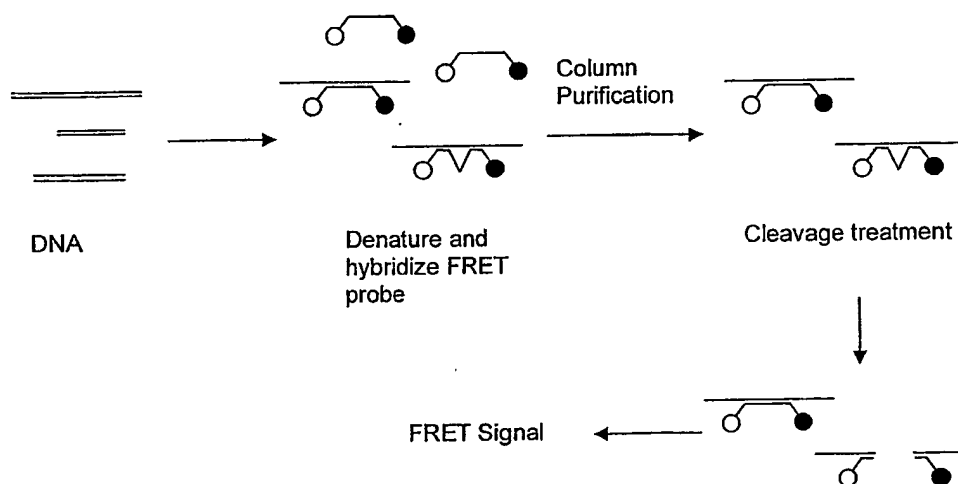 Column
Purification
DNA
Denature and
hybridize FRET
probe
Cleavage treatment
FRET Signal